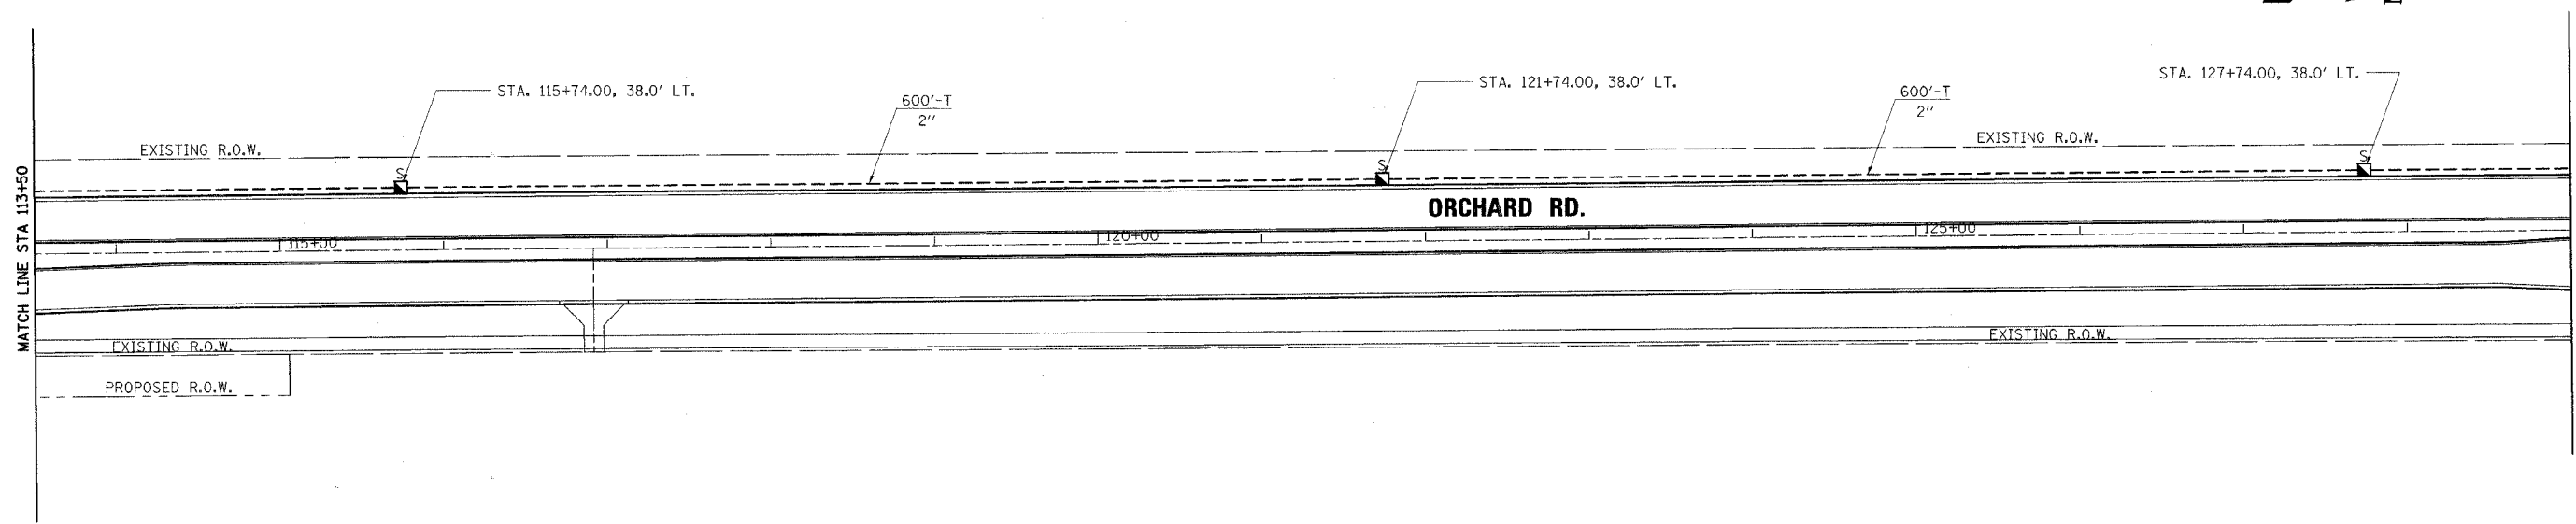 STA. 115+74.00, 38.0' LT.
STA. 121+74.00, 38.0' LT.
STA. 127+74.00, 38.0' LT.
600'-T
2''
600'-T
2''
EXISTING R.O.W.
EXISTING R.O.W.
S
S
S
MATCH LINE STA 113+50
ORCHARD RD.
115+00
120+00
125+00
EXISTING R.O.W.
EXISTING R.O.W.
PROPOSED R.O.W.